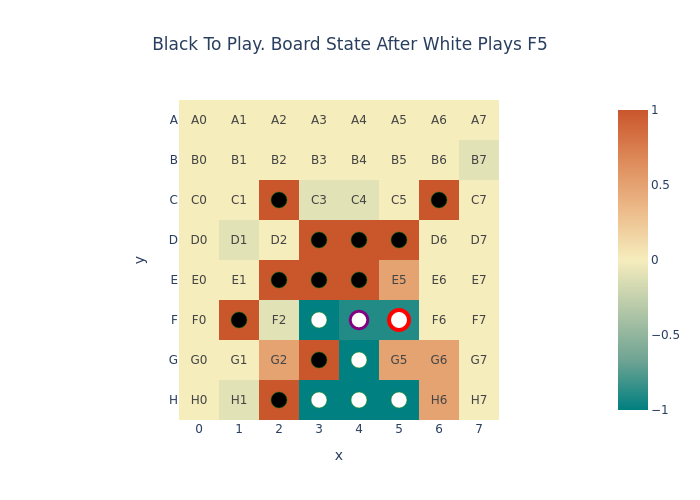 Black To Play. Board State After White Plays F5
A A0 A1 A2 A3 A4 A5 A6 A7
B B0 B1 B2 B3 B4 B5 B6 B7
C C0 C1 C3 C4 C5 C7
D D0 D1 D2 D6 D7
E E0 E1 E5 E6 E7
F F0 F2 F6 F7
G G0 G1 G2 G5 G6 G7
H H0 H1 H6 H7
0 1 2 3 4 5 6 7
x
y
1
0.5
0
−0.5
−1